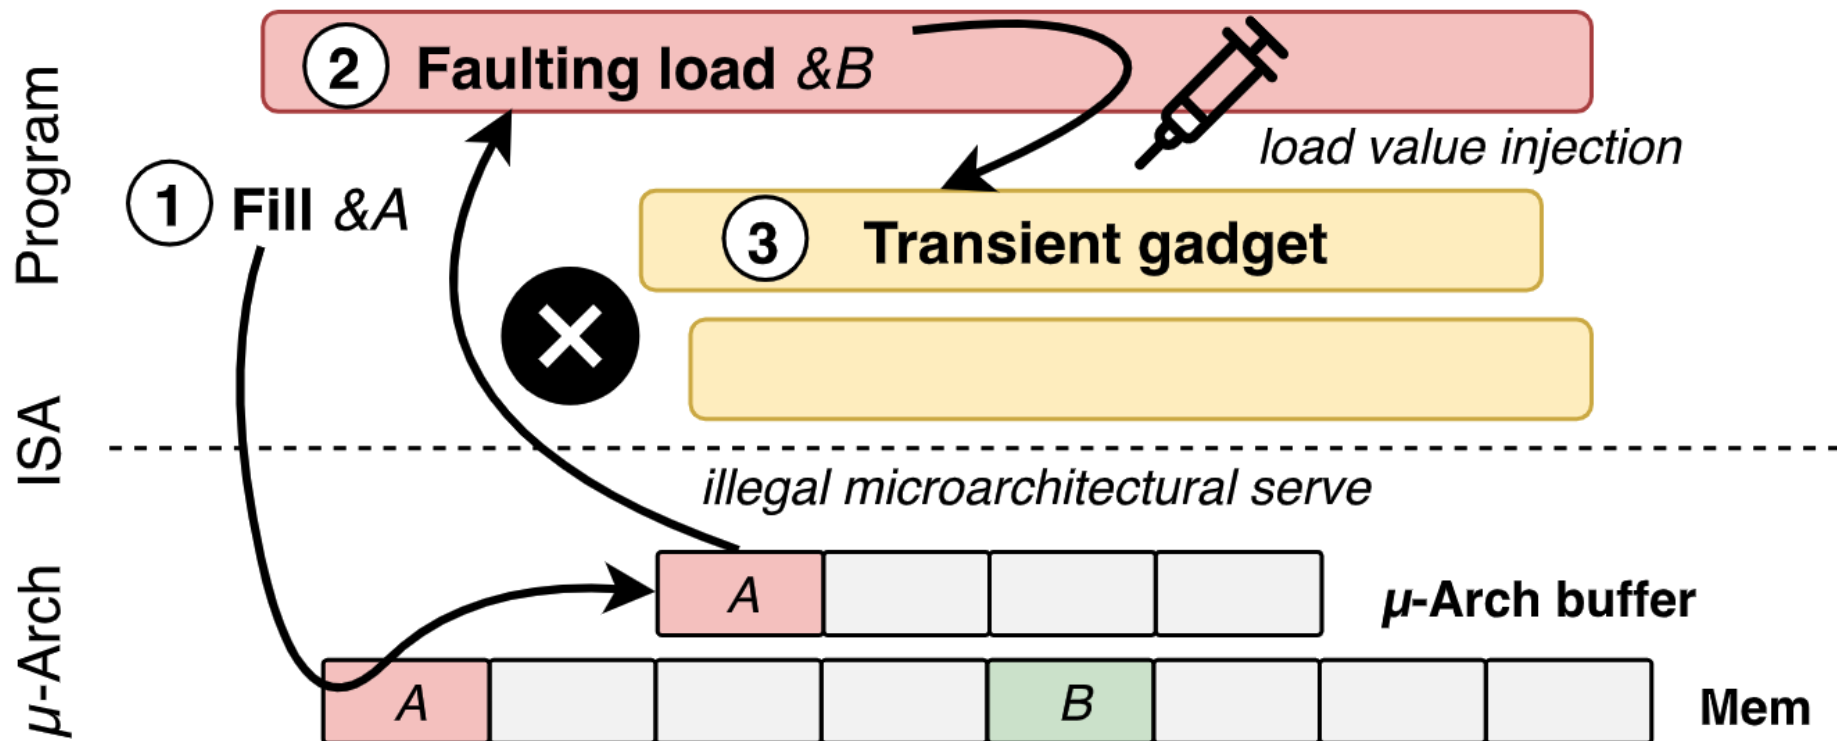 Program
ISA
μ-Arch
2 Faulting load &B
load value injection
1 Fill &A
3 Transient gadget
illegal microarchitectural serve
A
μ-Arch buffer
A
B
Mem